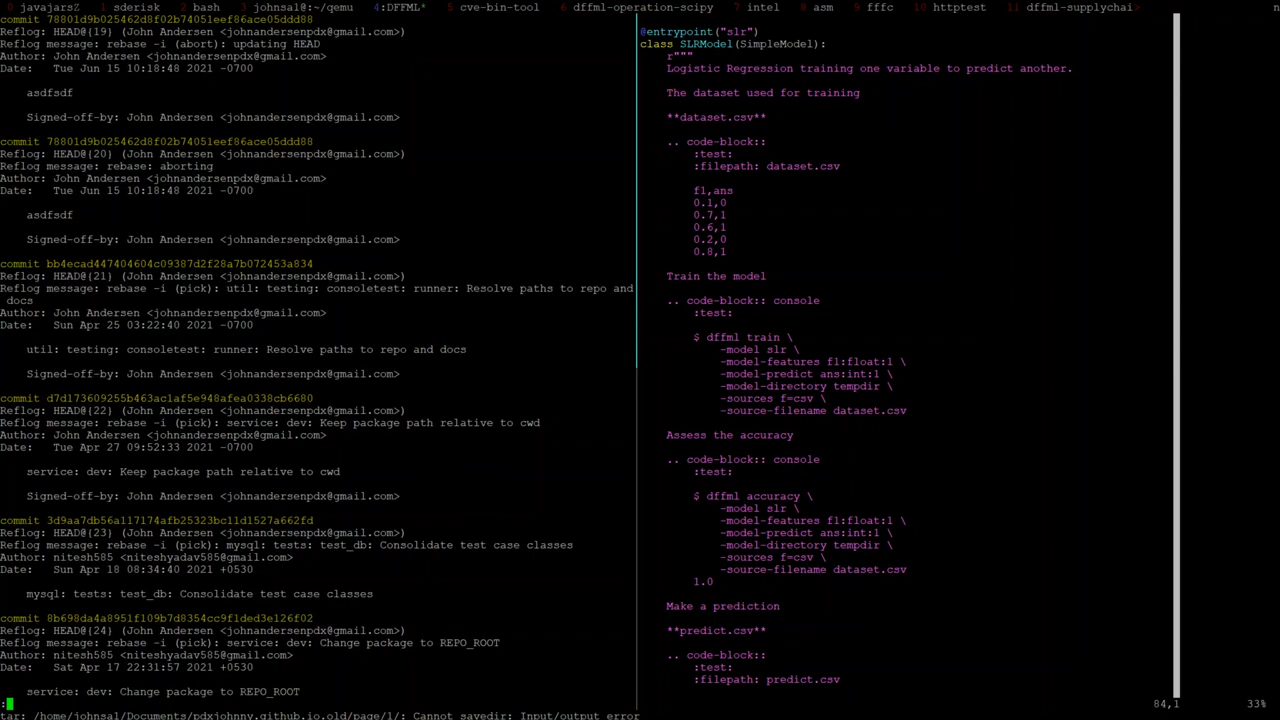 0 javajarsZ 1 sderisk 2 bash 3 johnsal@:~/qemu 4:DFFML* 5 cve-bin-tool 6 dffml-operation-scipy 7 intel 8 asm 9 fffc 10 httptest 11 dffml-supplychai>
commit 78801d9b025462d8f02b74051eef86ace05ddd88
Reflog: HEAD@{19} (John Andersen <johnandersenpdx@gmail.com>)
Reflog message: rebase -i (abort): updating HEAD
Author: John Andersen <johnandersenpdx@gmail.com>
Date:   Tue Jun 15 10:18:48 2021 -0700
asdfsdf
Signed-off-by: John Andersen <johnandersenpdx@gmail.com>
commit 78801d9b025462d8f02b74051eef86ace05ddd88
Reflog: HEAD@{20} (John Andersen <johnandersenpdx@gmail.com>)
Reflog message: rebase: aborting
Author: John Andersen <johnandersenpdx@gmail.com>
Date:   Tue Jun 15 10:18:48 2021 -0700
asdfsdf
Signed-off-by: John Andersen <johnandersenpdx@gmail.com>
commit bb4ecad447404604c09387d2f28a7b072453a834
Reflog: HEAD@{21} (John Andersen <johnandersenpdx@gmail.com>)
Reflog message: rebase -i (pick): util: testing: consoletest: runner: Resolve paths to repo and
docs
Author: John Andersen <johnandersenpdx@gmail.com>
Date:   Sun Apr 25 03:22:40 2021 -0700
util: testing: consoletest: runner: Resolve paths to repo and docs
Signed-off-by: John Andersen <johnandersenpdx@gmail.com>
commit d7d173609255b463ac1af5e948afea0338cb6680
Reflog: HEAD@{22} (John Andersen <johnandersenpdx@gmail.com>)
Reflog message: rebase -i (pick): service: dev: Keep package path relative to cwd
Author: John Andersen <johnandersenpdx@gmail.com>
Date:   Tue Apr 27 09:52:33 2021 -0700
service: dev: Keep package path relative to cwd
Signed-off-by: John Andersen <johnandersenpdx@gmail.com>
commit 3d9aa7db56a117174afb25323bc11d1527a662fd
Reflog: HEAD@{23} (John Andersen <johnandersenpdx@gmail.com>)
Reflog message: rebase -i (pick): mysql: tests: test_db: Consolidate test case classes
Author: nitesh585 <niteshyadav585@gmail.com>
Date:   Sun Apr 18 08:34:40 2021 +0530
mysql: tests: test_db: Consolidate test case classes
commit 8b698da4a8951f109b7d8354cc9f1ded3e126f02
Reflog: HEAD@{24} (John Andersen <johnandersenpdx@gmail.com>)
Reflog message: rebase -i (pick): service: dev: Change package to REPO_ROOT
Author: nitesh585 <niteshyadav585@gmail.com>
Date:   Sat Apr 17 22:31:57 2021 +0530
service: dev: Change package to REPO_ROOT
:
@entrypoint("slr")
class SLRModel(SimpleModel):
r"""
Logistic Regression training one variable to predict another.
The dataset used for training
**dataset.csv**
.. code-block::
:test:
:filepath: dataset.csv
f1,ans
0.1,0
0.7,1
0.6,1
0.2,0
0.8,1
Train the model
.. code-block:: console
:test:
$ dffml train \
-model slr \
-model-features f1:float:1 \
-model-predict ans:int:1 \
-model-directory tempdir \
-sources f=csv \
-source-filename dataset.csv
Assess the accuracy
.. code-block:: console
:test:
$ dffml accuracy \
-model slr \
-model-features f1:float:1 \
-model-predict ans:int:1 \
-model-directory tempdir \
-sources f=csv \
-source-filename dataset.csv
1.0
Make a prediction
**predict.csv**
.. code-block::
:test:
:filepath: predict.csv
84,1 33%
tar: /home/johnsal/Documents/pdxjohnny.github.io.old/page/1/: Cannot savedir: Input/output error